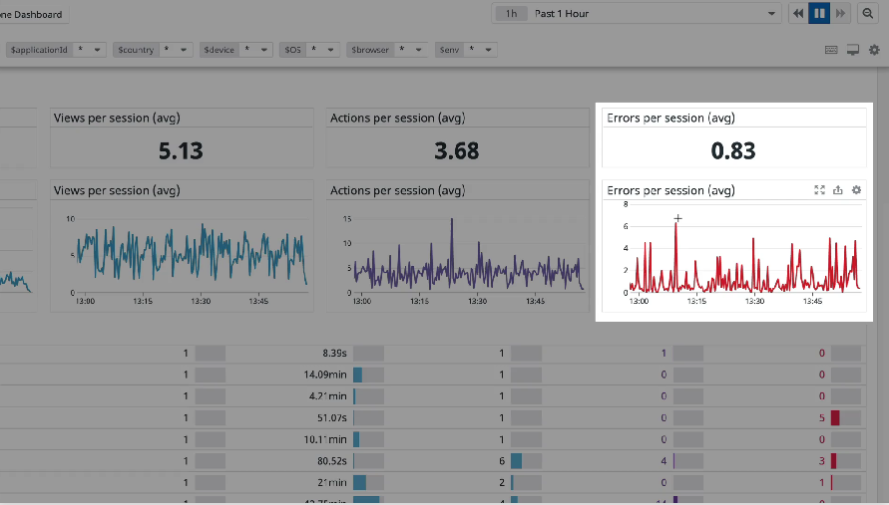 one Dashboard
1h Past 1 Hour
$applicationId * $country * $device * $OS * $browser * $env *
Views per session (avg) Actions per session (avg) Errors per session (avg)
5.13 3.68 0.83
Views per session (avg) Actions per session (avg) Errors per session (avg)
10
5
0
13:00 13:15 13:30 13:45
15
10
5
0
13:00 13:15 13:30 13:45
8
6
4
2
0
13:00 13:15 13:30 13:45
1 8.39s 1 1 0
1 14.09min 1 0 0
1 4.21min 1 0 0
1 51.07s 1 0 5
1 10.11min 1 0 0
1 80.52s 6 4 3
1 21min 2 0 1